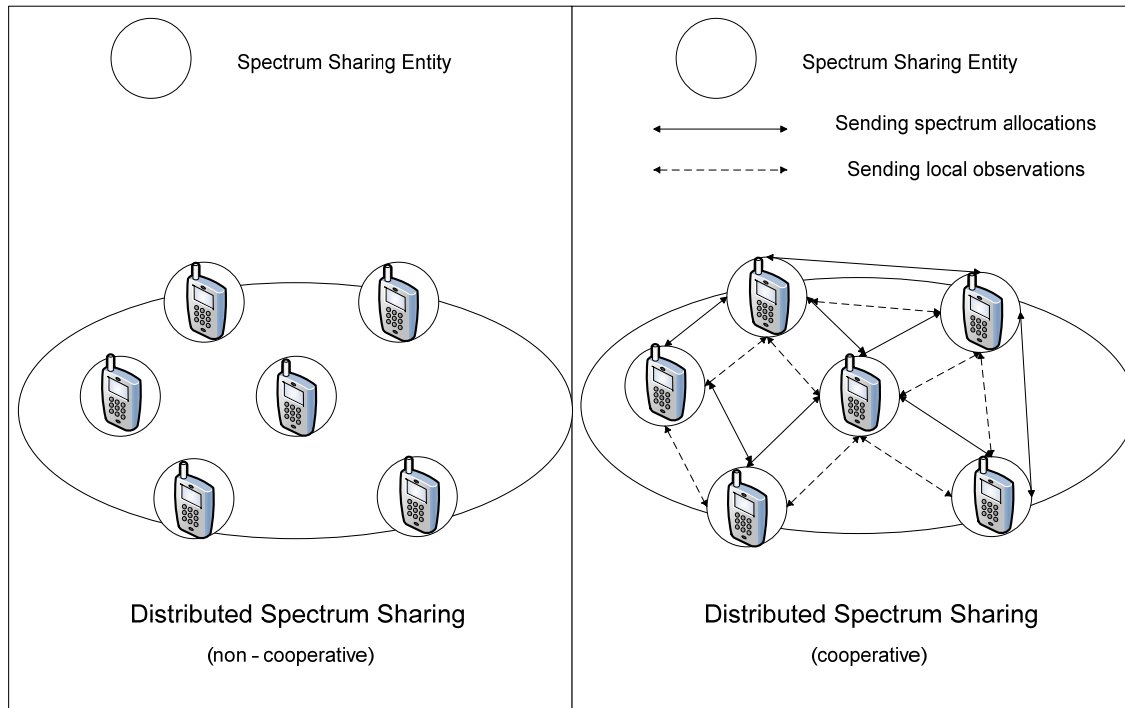 Spectrum Sharing Entity
Distributed Spectrum Sharing
(non - cooperative)
Spectrum Sharing Entity
Sending spectrum allocations
Sending local observations
Distributed Spectrum Sharing
(cooperative)